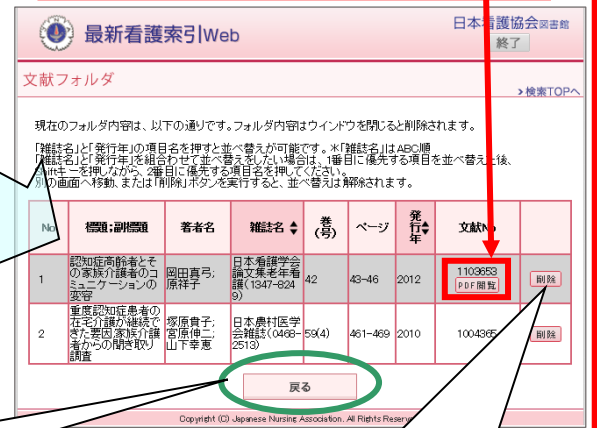 最新看護索引Web
日本看護協会図書館
終了
文献フォルダ
>検索TOPへ
現在のフォルダ内容は、以下の通りです。フォルダ内容はウインドウを閉じると削除されます。
「雑誌名」と「発行年」の項目名を押すと並べ替えが可能です。※「雑誌名」はABC順
「雑誌名」と「発行年」を組合わせて並べ替えをしたい場合は、1番目に優先する項目を並べ替えた後、
Shiftキーを押しながら、2番目に優先する項目名を押してください。
別の画面へ移動、または「削除」ボタンを実行すると、並べ替えは解除されます。
No 標題;副標題 著者名 雑誌名 巻(号) ページ 発行年 文献No
1 認知症高齢者とその家族介護者のコミュニケーションの変容 岡田真弓;原祥子 日本看護学会論文集老年看護(1347-8249) 42 43-46 2012 1103653 PDF閲覧 削除
2 重度認知症患者の在宅介護が継続できた要因 家族介護者からの聞き取り調査 塚原貴子;宮原伸二;山下幸恵 日本農村医学会雑誌(0468-2513) 59(4) 461-469 2010 1004365 削除
戻る
Copyright (C) Japanese Nursing Association. All Rights Reser